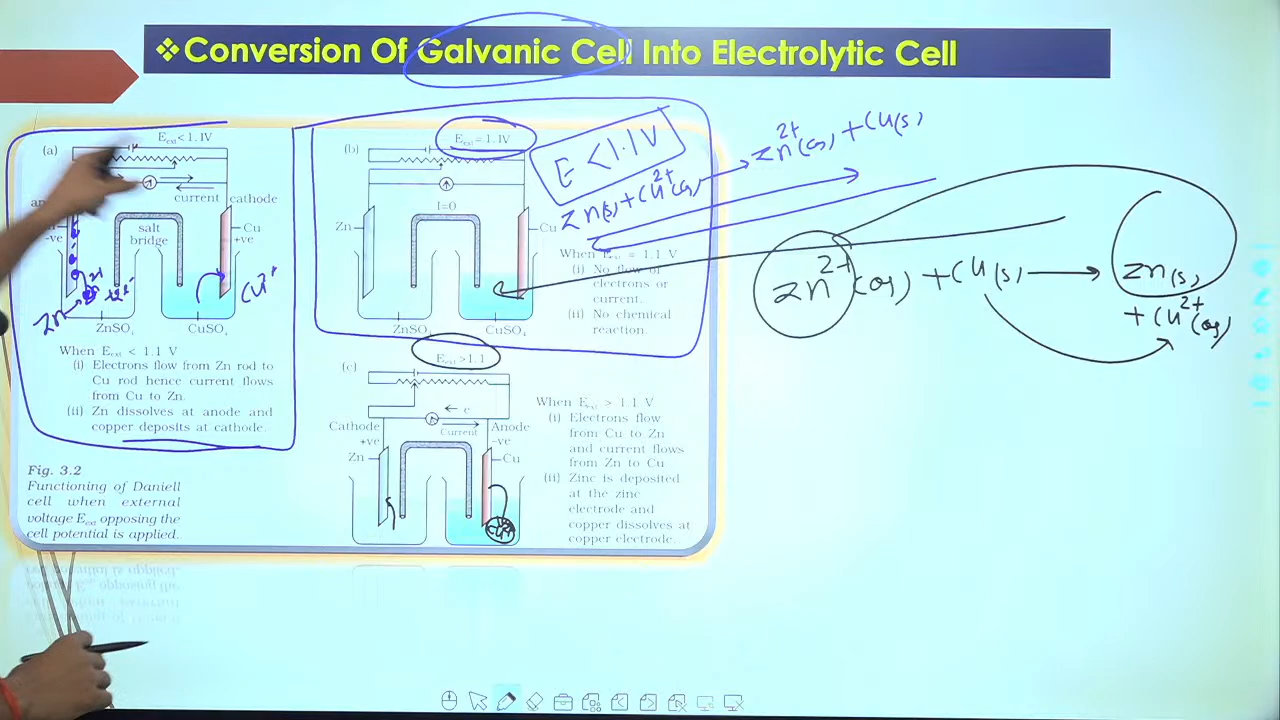 ❖Conversion Of Galvanic Cell Into Electrolytic Cell
(a)
Eext < 1.1V
current
cathode
-ve
salt
bridge
Cu
+ve
Zn
Cu2+
ZnSO4
CuSO4
When Eext < 1.1 V
(i) Electrons flow from Zn rod to
Cu rod hence current flows
from Cu to Zn.
(ii) Zn dissolves at anode and
copper deposits at cathode.
Fig. 3.2
Functioning of Daniell
cell when external
voltage Eext opposing the
cell potential is applied.
(b)
Eext = 1.1V
I=0
Zn
Cu
ZnSO4
CuSO4
When = 1.1 V
(i) No flow of
electrons or
current.
(ii) No chemical
reaction.
E < 1.1 V
Zn(s) + Cu2+(aq) → Zn2+(aq) + Cu(s)
Zn2+(aq) + Cu(s) → Zn(s)
+ Cu2+(aq)
(c)
Eext >1.1
e
Current
Cathode
+ve
Anode
-ve
Zn
Cu
When Eext > 1.1 V
(i) Electrons flow
from Cu to Zn
and current flows
from Zn to Cu
(ii) Zinc is deposited
at the zinc
electrode and
copper dissolves at
copper electrode.